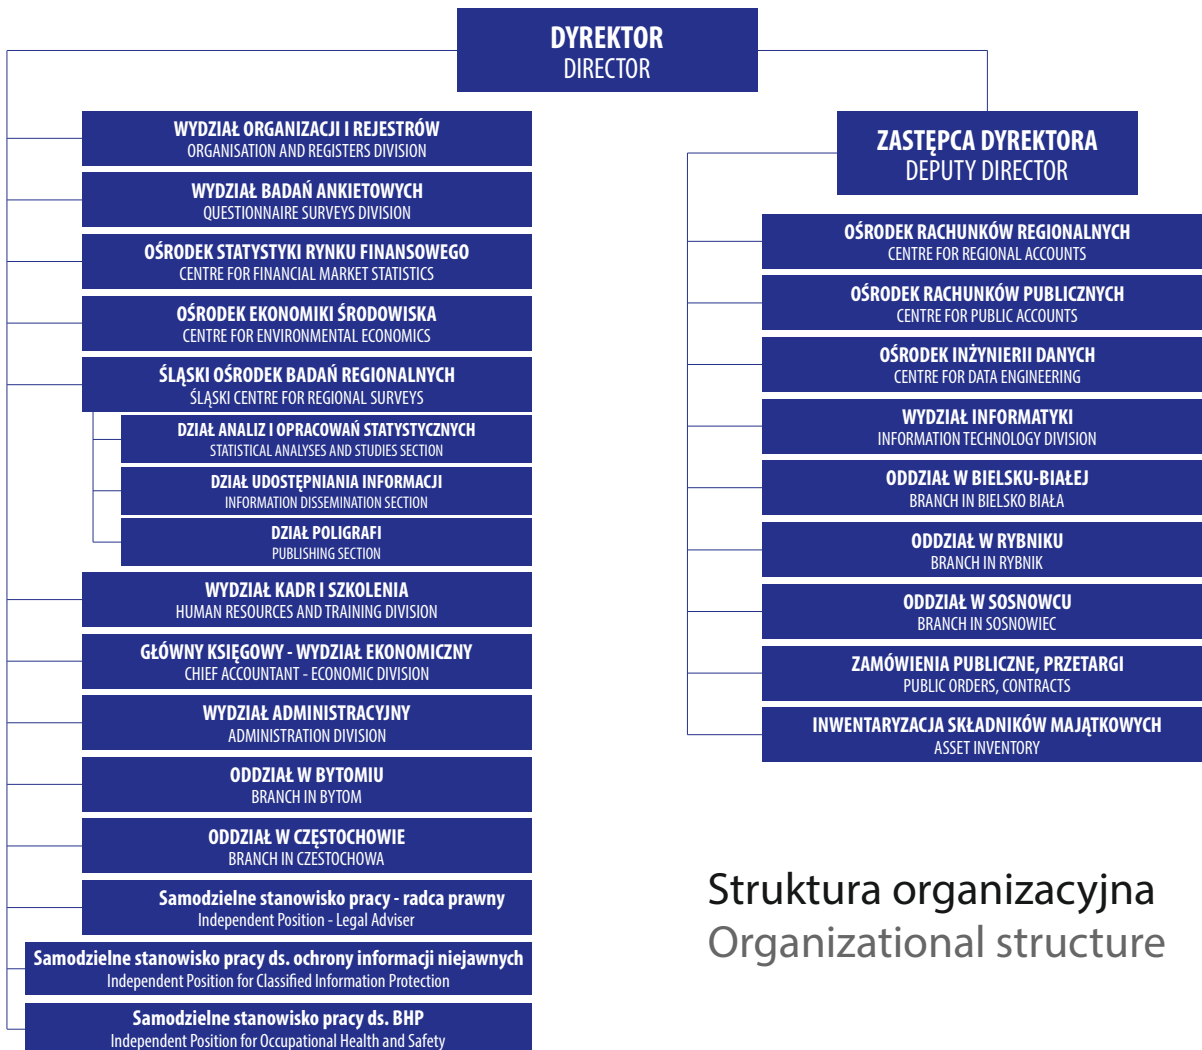 DYREKTOR
DIRECTOR
WYDZIAŁ ORGANIZACJI I REJESTRÓW
ORGANISATION AND REGISTERS DIVISION
WYDZIAŁ BADAŃ ANKIETOWYCH
QUESTIONNAIRE SURVEYS DIVISION
OŚRODEK STATYSTYKI RYNKU FINANSOWEGO
CENTRE FOR FINANCIAL MARKET STATISTICS
OŚRODEK EKONOMIKI ŚRODOWISKA
CENTRE FOR ENVIRONMENTAL ECONOMICS
ŚLĄSKI OŚRODEK BADAŃ REGIONALNYCH
ŚLĄSKI CENTRE FOR REGIONAL SURVEYS
DZIAŁ ANALIZ I OPRACOWAŃ STATYSTYCZNYCH
STATISTICAL ANALYSES AND STUDIES SECTION
DZIAŁ UDOSTĘPNIANIA INFORMACJI
INFORMATION DISSEMINATION SECTION
DZIAŁ POLIGRAFI
PUBLISHING SECTION
WYDZIAŁ KADR I SZKOLENIA
HUMAN RESOURCES AND TRAINING DIVISION
GŁÓWNY KSIĘGOWY - WYDZIAŁ EKONOMICZNY
CHIEF ACCOUNTANT - ECONOMIC DIVISION
WYDZIAŁ ADMINISTRACYJNY
ADMINISTRATION DIVISION
ODDZIAŁ W BYTOMIU
BRANCH IN BYTOM
ODDZIAŁ W CZĘSTOCHOWIE
BRANCH IN CZESTOCHOWA
Samodzielne stanowisko pracy - radca prawny
Independent Position - Legal Adviser
Samodzielne stanowisko pracy ds. ochrony informacji niejawnych
Independent Position for Classified Information Protection
Samodzielne stanowisko pracy ds. BHP
Independent Position for Occupational Health and Safety
ZASTĘPCA DYREKTORA
DEPUTY DIRECTOR
OŚRODEK RACHUNKÓW REGIONALNYCH
CENTRE FOR REGIONAL ACCOUNTS
OŚRODEK RACHUNKÓW PUBLICZNYCH
CENTRE FOR PUBLIC ACCOUNTS
OŚRODEK INŻYNIERII DANYCH
CENTRE FOR DATA ENGINEERING
WYDZIAŁ INFORMATYKI
INFORMATION TECHNOLOGY DIVISION
ODDZIAŁ W BIELSKU-BIAŁEJ
BRANCH IN BIELSKO BIAŁA
ODDZIAŁ W RYBNIKU
BRANCH IN RYBNIK
ODDZIAŁ W SOSNOWCU
BRANCH IN SOSNOWIEC
ZAMÓWIENIA PUBLICZNE, PRZETARGI
PUBLIC ORDERS, CONTRACTS
INWENTARYZACJA SKŁADNIKÓW MAJĄTKOWYCH
ASSET INVENTORY
Struktura organizacyjna
Organizational structure